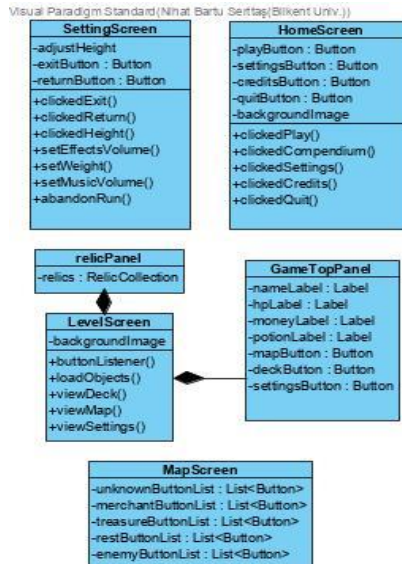 Visual Paradigm Standard(Nihat Bartu Serttaş(Bilkent Univ.))
SettingScreen
-adjustHeight
-exitButton : Button
-returnButton : Button
+clickedExit()
+clickedReturn()
+clickedHeight()
+setEffectsVolume()
+setWeight()
+setMusicVolume()
+abandonRun()
HomeScreen
-playButton : Button
-settingsButton : Button
-creditsButton : Button
-quitButton : Button
-backgroundImage
+clickedPlay()
+clickedCompendium()
+clickedSettings()
+clickedCredits()
+clickedQuit()
relicPanel
-relics : RelicCollection
LevelScreen
-backgroundImage
+buttonListener()
+loadObjects()
+viewDeck()
+viewMap()
+viewSettings()
GameTopPanel
-nameLabel : Label
-hpLabel : Label
-moneyLabel : Label
-potionLabel : Label
-mapButton : Button
-deckButton : Button
-settingsButton : Button
MapScreen
-unknownButtonList : List<Button>
-merchantButtonList : List<Button>
-treasureButtonList : List<Button>
-restButtonList : List<Button>
-enemyButtonList : List<Button>